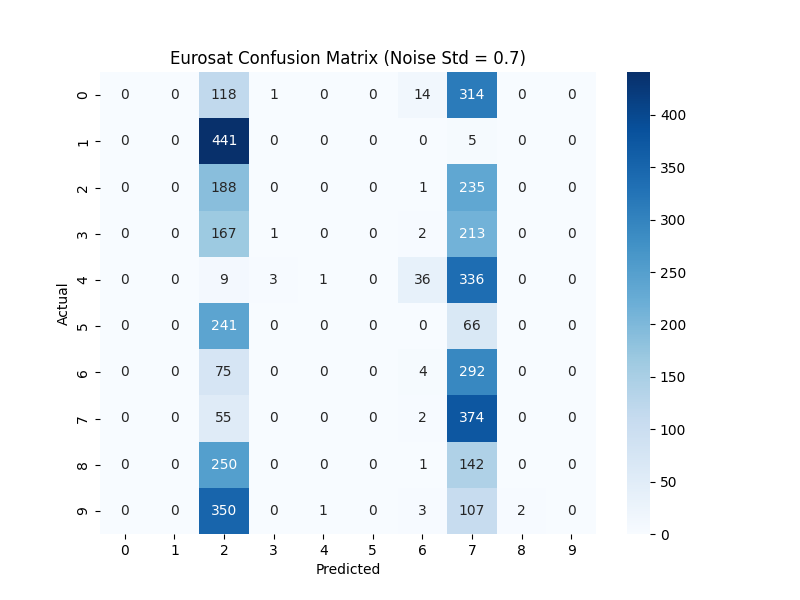 Eurosat Confusion Matrix (Noise Std = 0.7)
0 0 0 118 1 0 0 14 314 0 0
1 0 0 441 0 0 0 0 5 0 0
2 0 0 188 0 0 0 1 235 0 0
3 0 0 167 1 0 0 2 213 0 0
4 0 0 9 3 1 0 36 336 0 0
5 0 0 241 0 0 0 0 66 0 0
6 0 0 75 0 0 0 4 292 0 0
7 0 0 55 0 0 0 2 374 0 0
8 0 0 250 0 0 0 1 142 0 0
9 0 0 350 0 1 0 3 107 2 0
0 1 2 3 4 5 6 7 8 9
Predicted
Actual
400
350
300
250
200
150
100
50
0